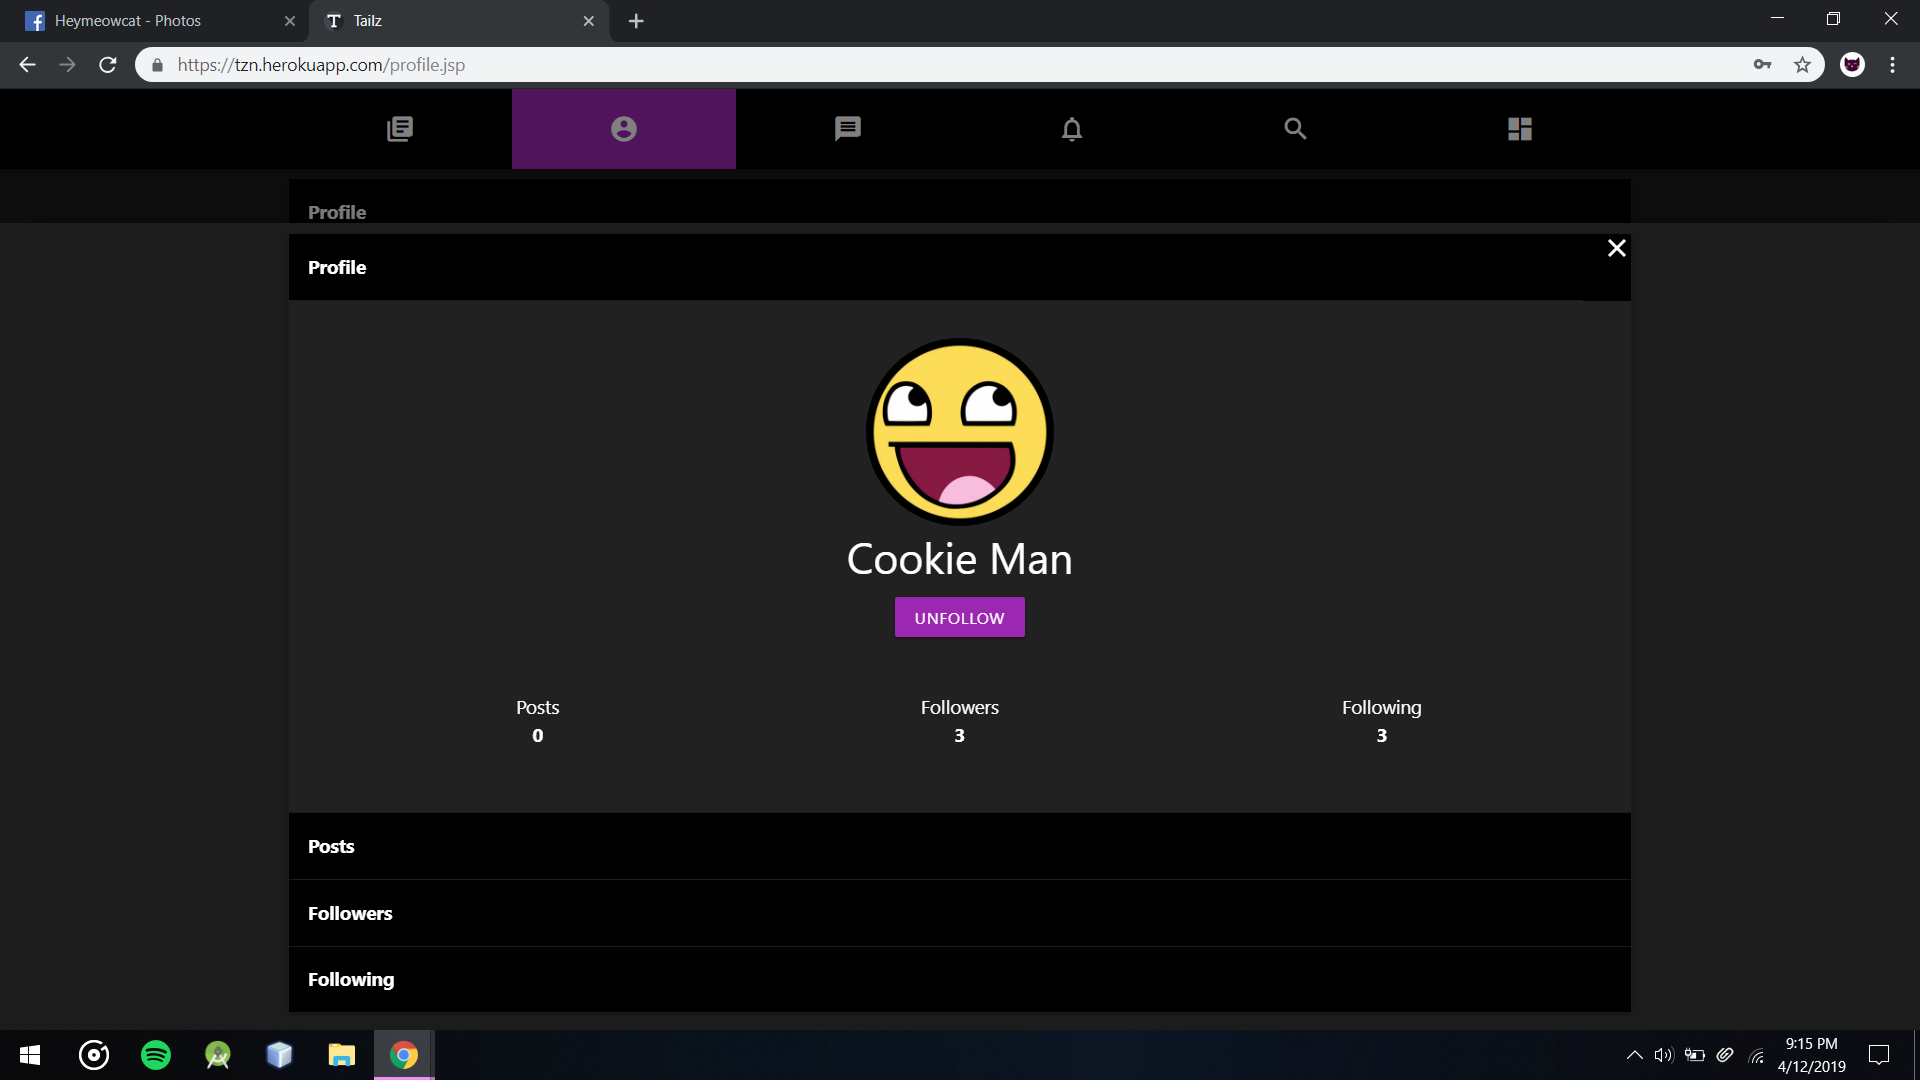 Heymeowcat - Photos
T Tailz
https://tzn.herokuapp.com/profile.jsp
Profile
Profile
Cookie Man
UNFOLLOW
Posts Followers Following
0 3 3
Posts
Followers
Following
9:15 PM
4/12/2019